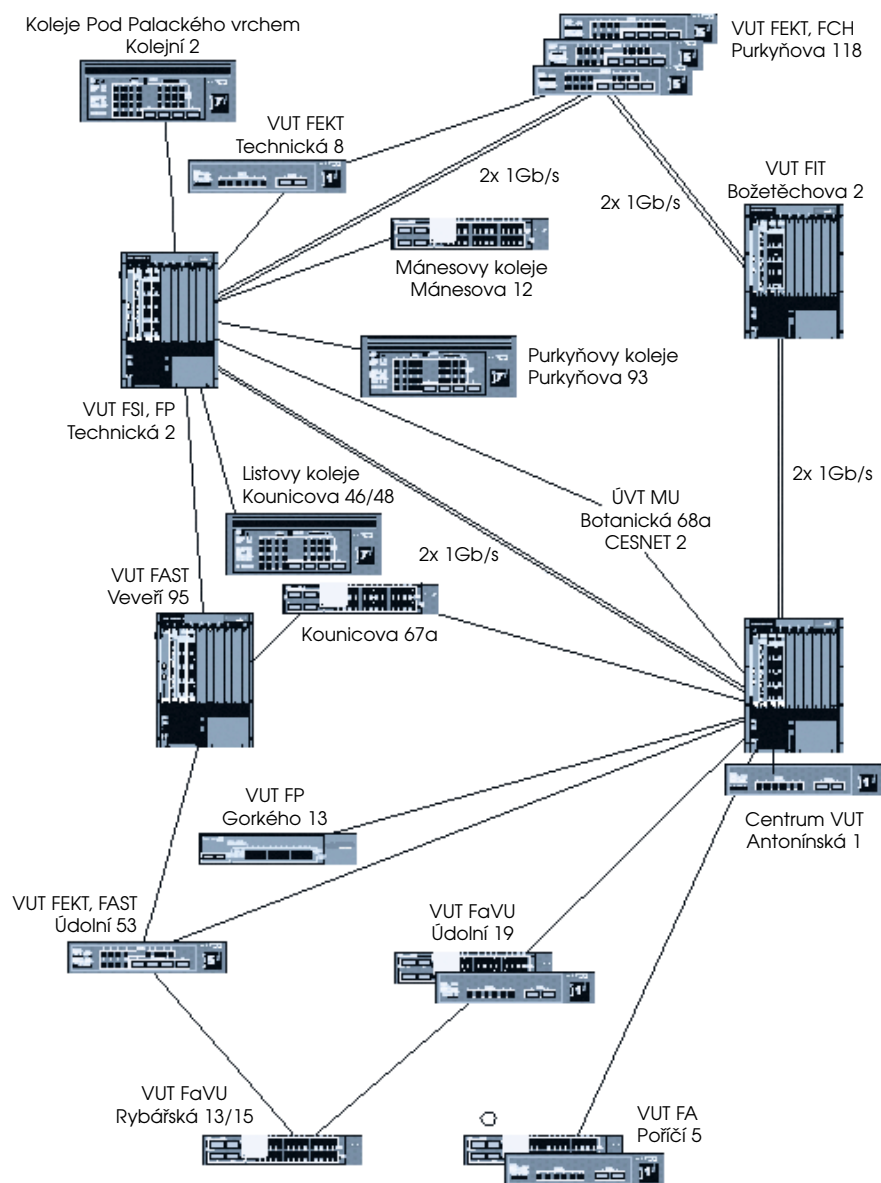 Koleje Pod Palackého vrchem
Kolejní 2
VUT FEKT, FCH
Purkyňova 118
VUT FEKT
Technická 8
2x 1Gb/s
2x 1Gb/s
VUT FIT
Božetěchova 2
Mánesovy koleje
Mánesova 12
Purkyňovy koleje
Purkyňova 93
VUT FSI, FP
Technická 2
Listovy koleje
Kounicova 46/48
ÚVT MU
Botanická 68a
CESNET 2
2x 1Gb/s
2x 1Gb/s
VUT FAST
Veveří 95
Kounicova 67a
VUT FP
Gorkého 13
Centrum VUT
Antonínská 1
VUT FEKT, FAST
Údolní 53
VUT FaVU
Údolní 19
VUT FaVU
Rybářská 13/15
VUT FA
Poříčí 5